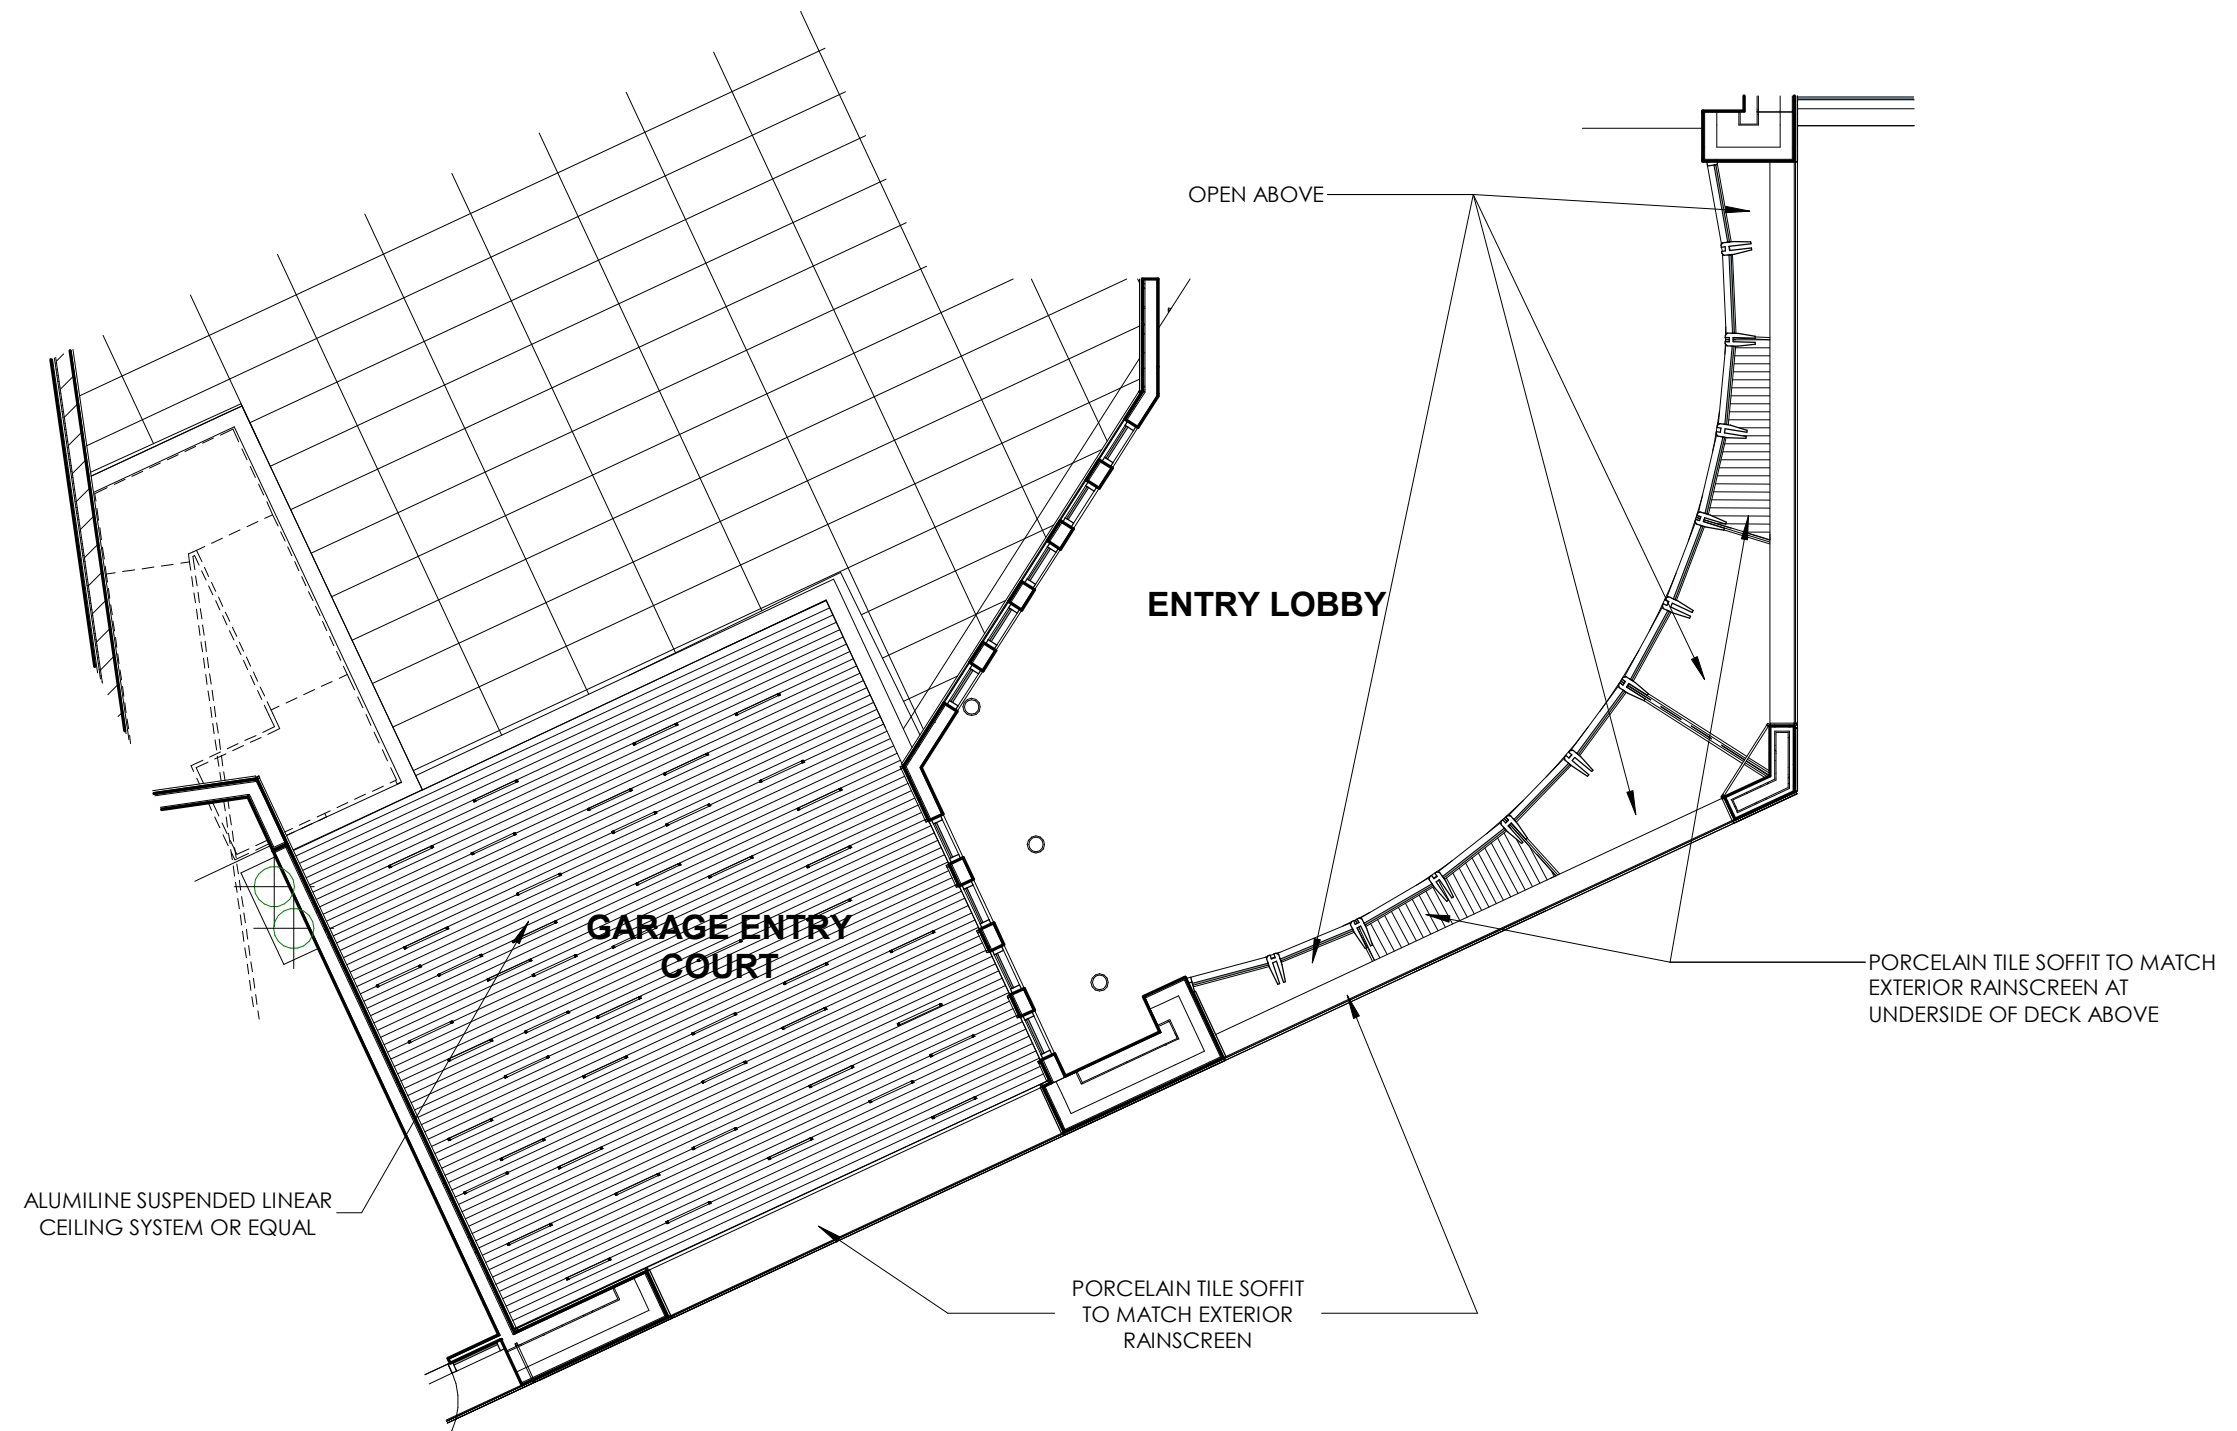 OPEN ABOVE
ENTRY LOBBY
GARAGE ENTRY
COURT
PORCELAIN TILE SOFFIT TO MATCH
EXTERIOR RAINSCREEN AT
UNDERSIDE OF DECK ABOVE
ALUMILINE SUSPENDED LINEAR
CEILING SYSTEM OR EQUAL
PORCELAIN TILE SOFFIT
TO MATCH EXTERIOR
RAINSCREEN